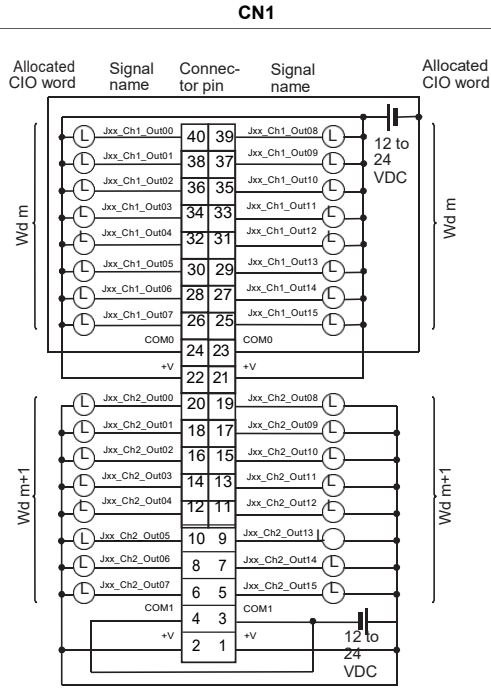 CN1
Allocated CIO word Signal name Connec-tor pin Signal name Allocated CIO word
12 to 24 VDC
Wd m
L Jxx_Ch1_Out00 40 39 Jxx_Ch1_Out08 L
L Jxx_Ch1_Out01 38 37 Jxx_Ch1_Out09 L
L Jxx_Ch1_Out02 36 35 Jxx_Ch1_Out10 L
L Jxx_Ch1_Out03 34 33 Jxx_Ch1_Out11 L
L Jxx_Ch1_Out04 32 31 Jxx_Ch1_Out12 L
L Jxx_Ch1_Out05 30 29 Jxx_Ch1_Out13 L
L Jxx_Ch1_Out06 28 27 Jxx_Ch1_Out14 L
L Jxx_Ch1_Out07 26 25 Jxx_Ch1_Out15 L
COM0 24 23 COM0
+V 22 21 +V
Wd m
Wd m+1
L Jxx_Ch2_Out00 20 19 Jxx_Ch2_Out08 L
L Jxx_Ch2_Out01 18 17 Jxx_Ch2_Out09 L
L Jxx_Ch2_Out02 16 15 Jxx_Ch2_Out10 L
L Jxx_Ch2_Out03 14 13 Jxx_Ch2_Out11 L
L Jxx_Ch2_Out04 12 11 Jxx_Ch2_Out12 L
L Jxx_Ch2_Out05 10 9 Jxx_Ch2_Out13 L
L Jxx_Ch2_Out06 8 7 Jxx_Ch2_Out14 L
L Jxx_Ch2_Out07 6 5 Jxx_Ch2_Out15 L
COM1 4 3 COM1
+V 2 1 +V
Wd m+1
12 to 24 VDC